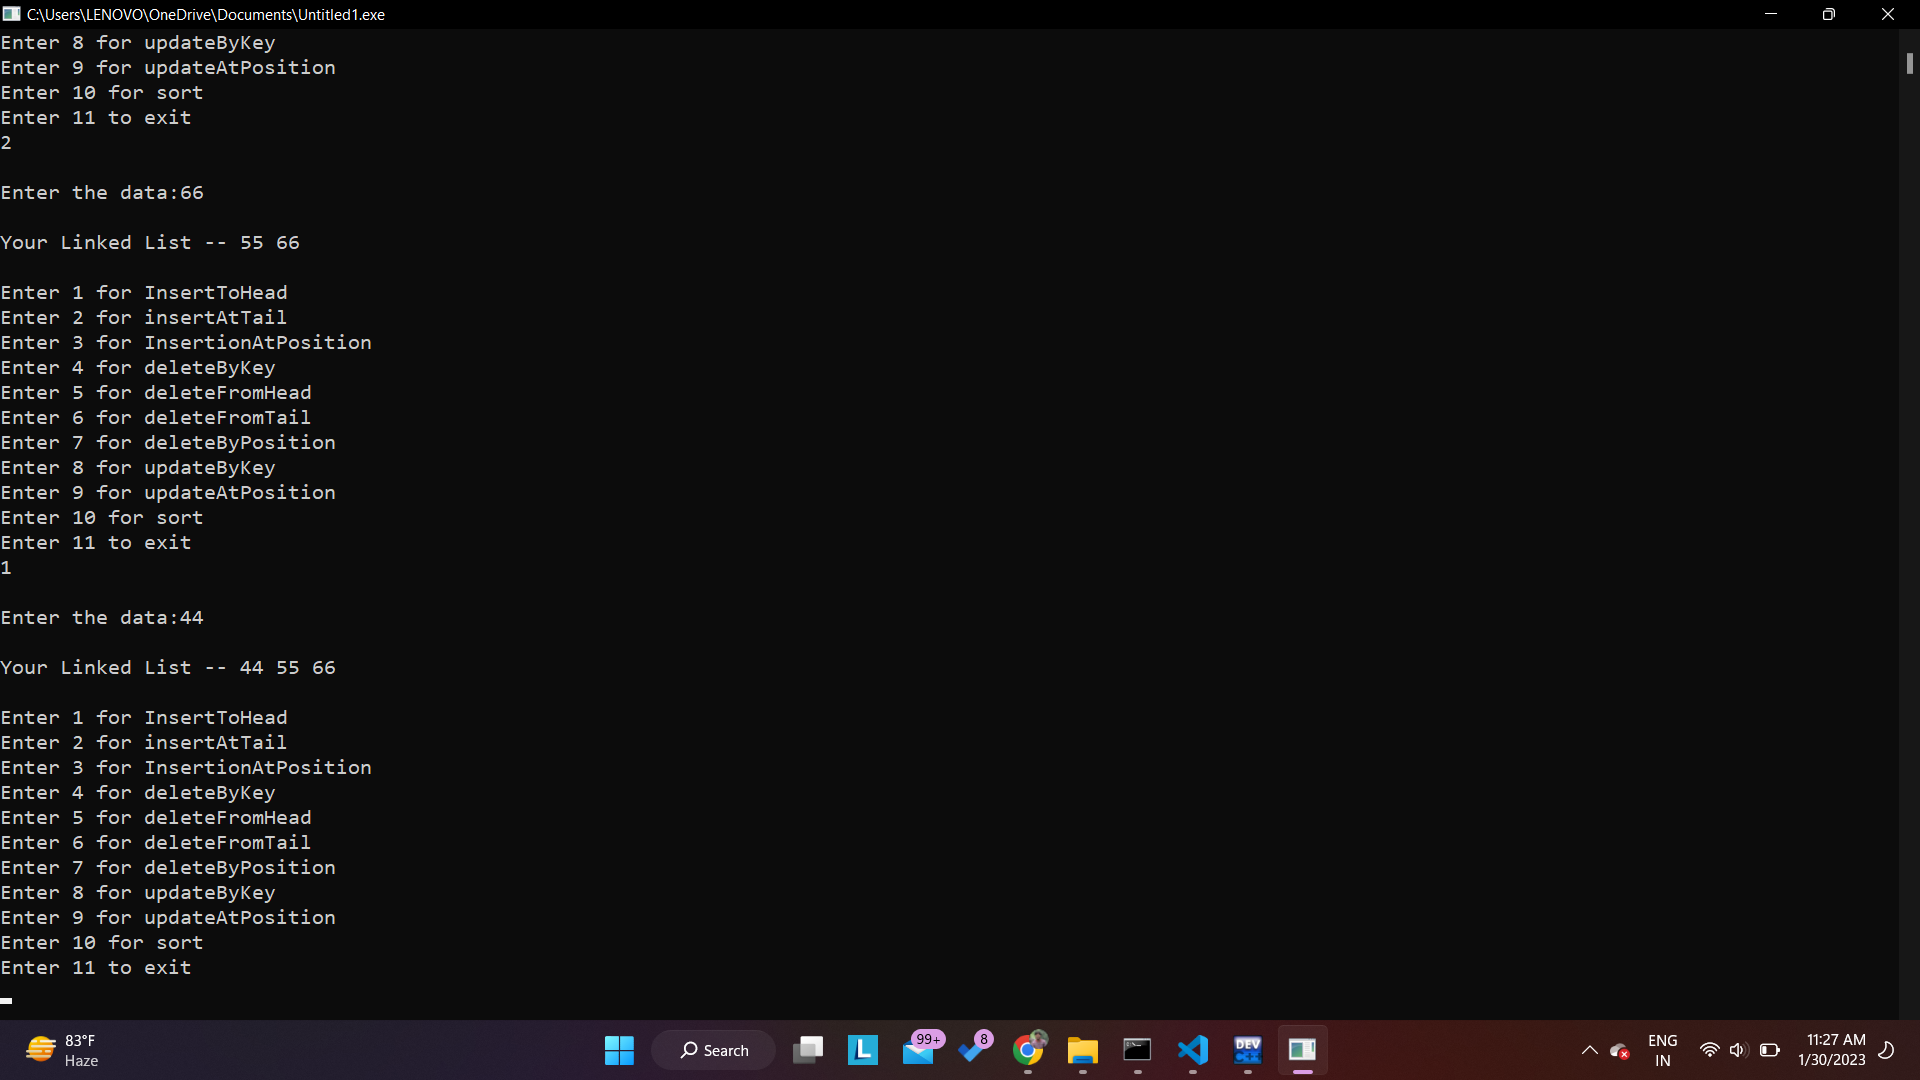 C:\Users\LENOVO\OneDrive\Documents\Untitled1.exe
Enter 8 for updateByKey
Enter 9 for updateAtPosition
Enter 10 for sort
Enter 11 to exit
2
Enter the data:66
Your Linked List -- 55 66
Enter 1 for InsertToHead
Enter 2 for insertAtTail
Enter 3 for InsertionAtPosition
Enter 4 for deleteByKey
Enter 5 for deleteFromHead
Enter 6 for deleteFromTail
Enter 7 for deleteByPosition
Enter 8 for updateByKey
Enter 9 for updateAtPosition
Enter 10 for sort
Enter 11 to exit
1
Enter the data:44
Your Linked List -- 44 55 66
Enter 1 for InsertToHead
Enter 2 for insertAtTail
Enter 3 for InsertionAtPosition
Enter 4 for deleteByKey
Enter 5 for deleteFromHead
Enter 6 for deleteFromTail
Enter 7 for deleteByPosition
Enter 8 for updateByKey
Enter 9 for updateAtPosition
Enter 10 for sort
Enter 11 to exit
83°F
Haze
Search
L
99+
8
DEV
C++
ENG
IN
11:27 AM
1/30/2023